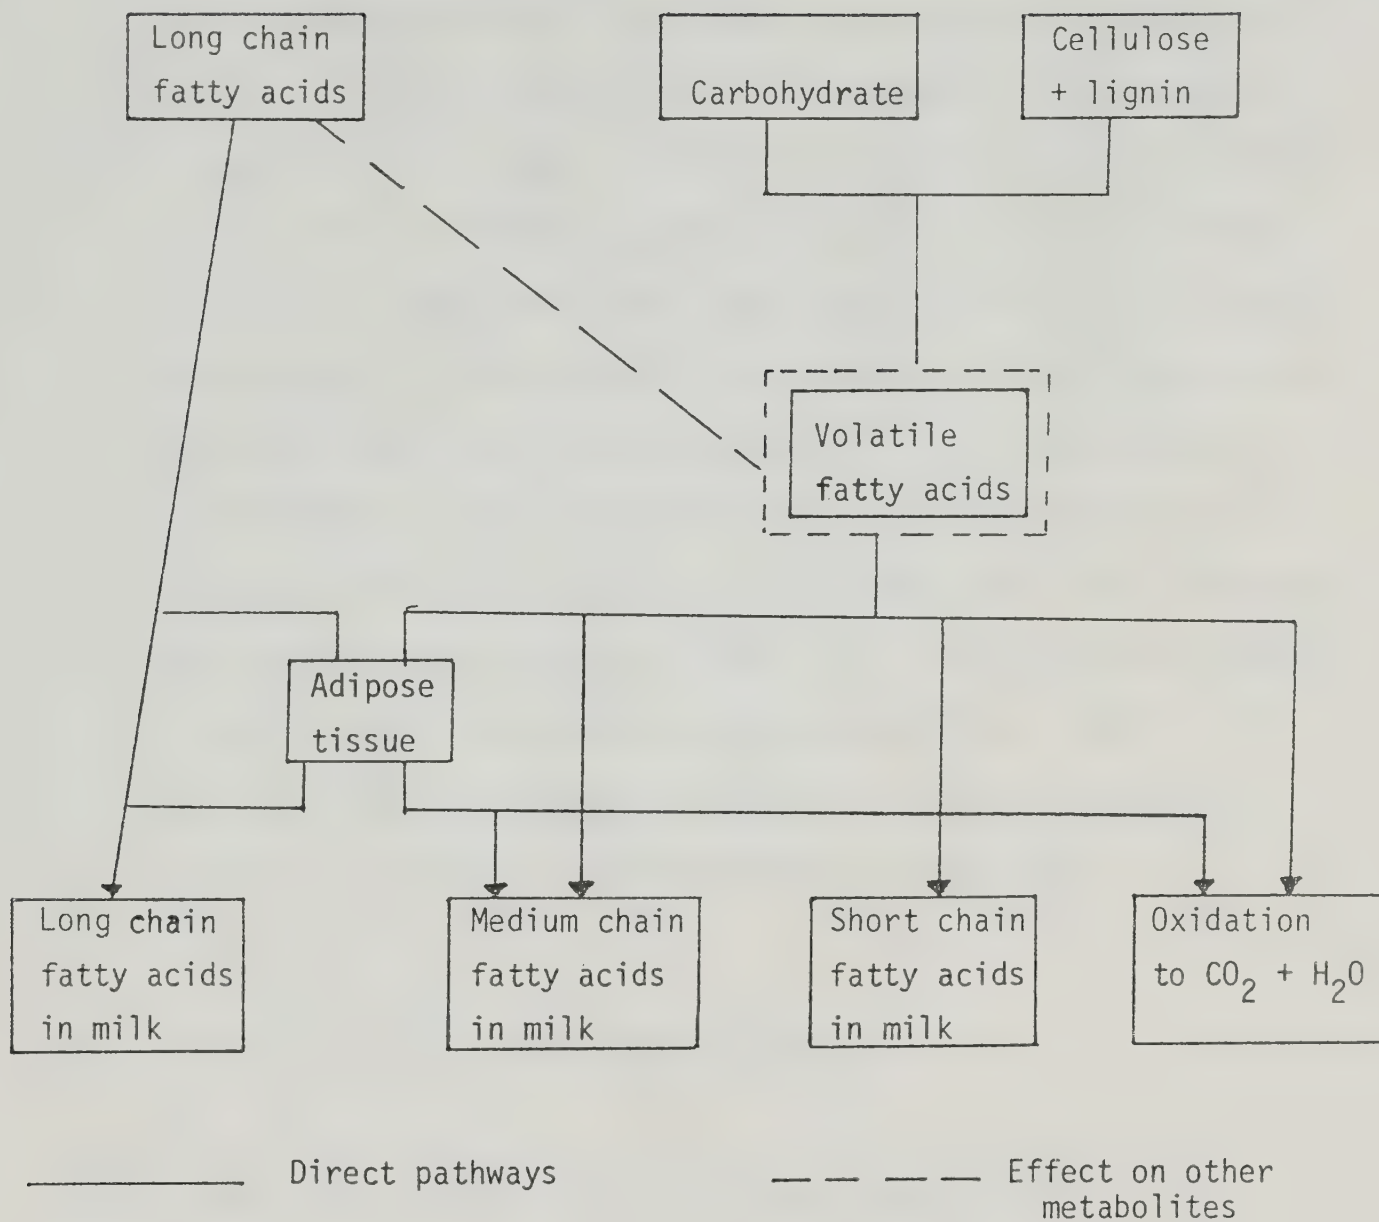 Long chain
fatty acids
Carbohydrate
Cellulose
+ lignin
Volatile
fatty acids
Adipose
tissue
Long chain
fatty acids
in milk
Medium chain
fatty acids
in milk
Short chain
fatty acids
in milk
Oxidation
to CO₂ + H₂O
Direct pathways
Effect on other
metabolites